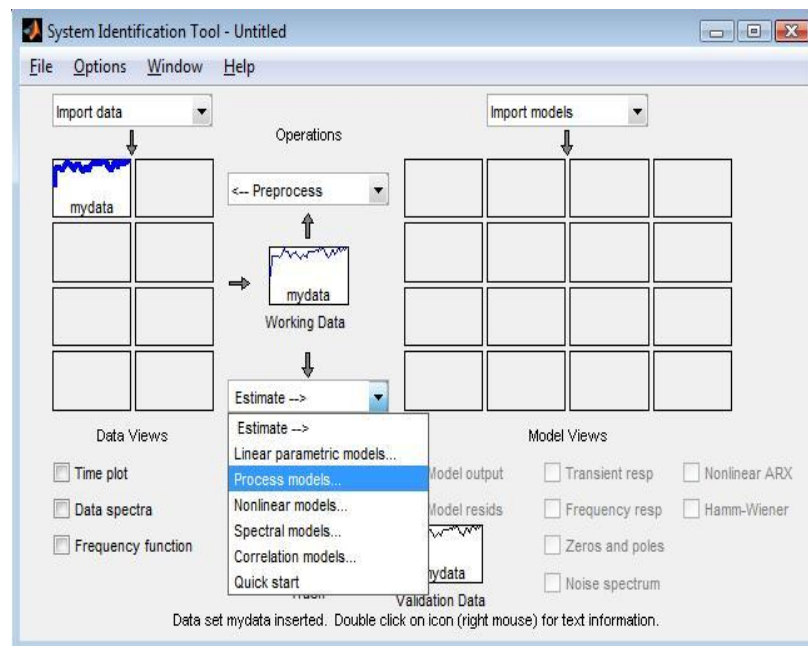 System Identification Tool - Untitled
File Options Window Help
Import data
Import models
Operations
mydata
<-- Preprocess
mydata
Working Data
Estimate -->
Estimate -->
Linear parametric models...
Process models...
Nonlinear models...
Spectral models...
Correlation models...
Quick start
Data Views
Time plot
Data spectra
Frequency function
Model Views
Model output
Transient resp
Nonlinear ARX
Model resids
Frequency resp
Hamm-Wiener
Zeros and poles
Noise spectrum
mydata
Trash
Validation Data
Data set mydata inserted. Double click on icon (right mouse) for text information.